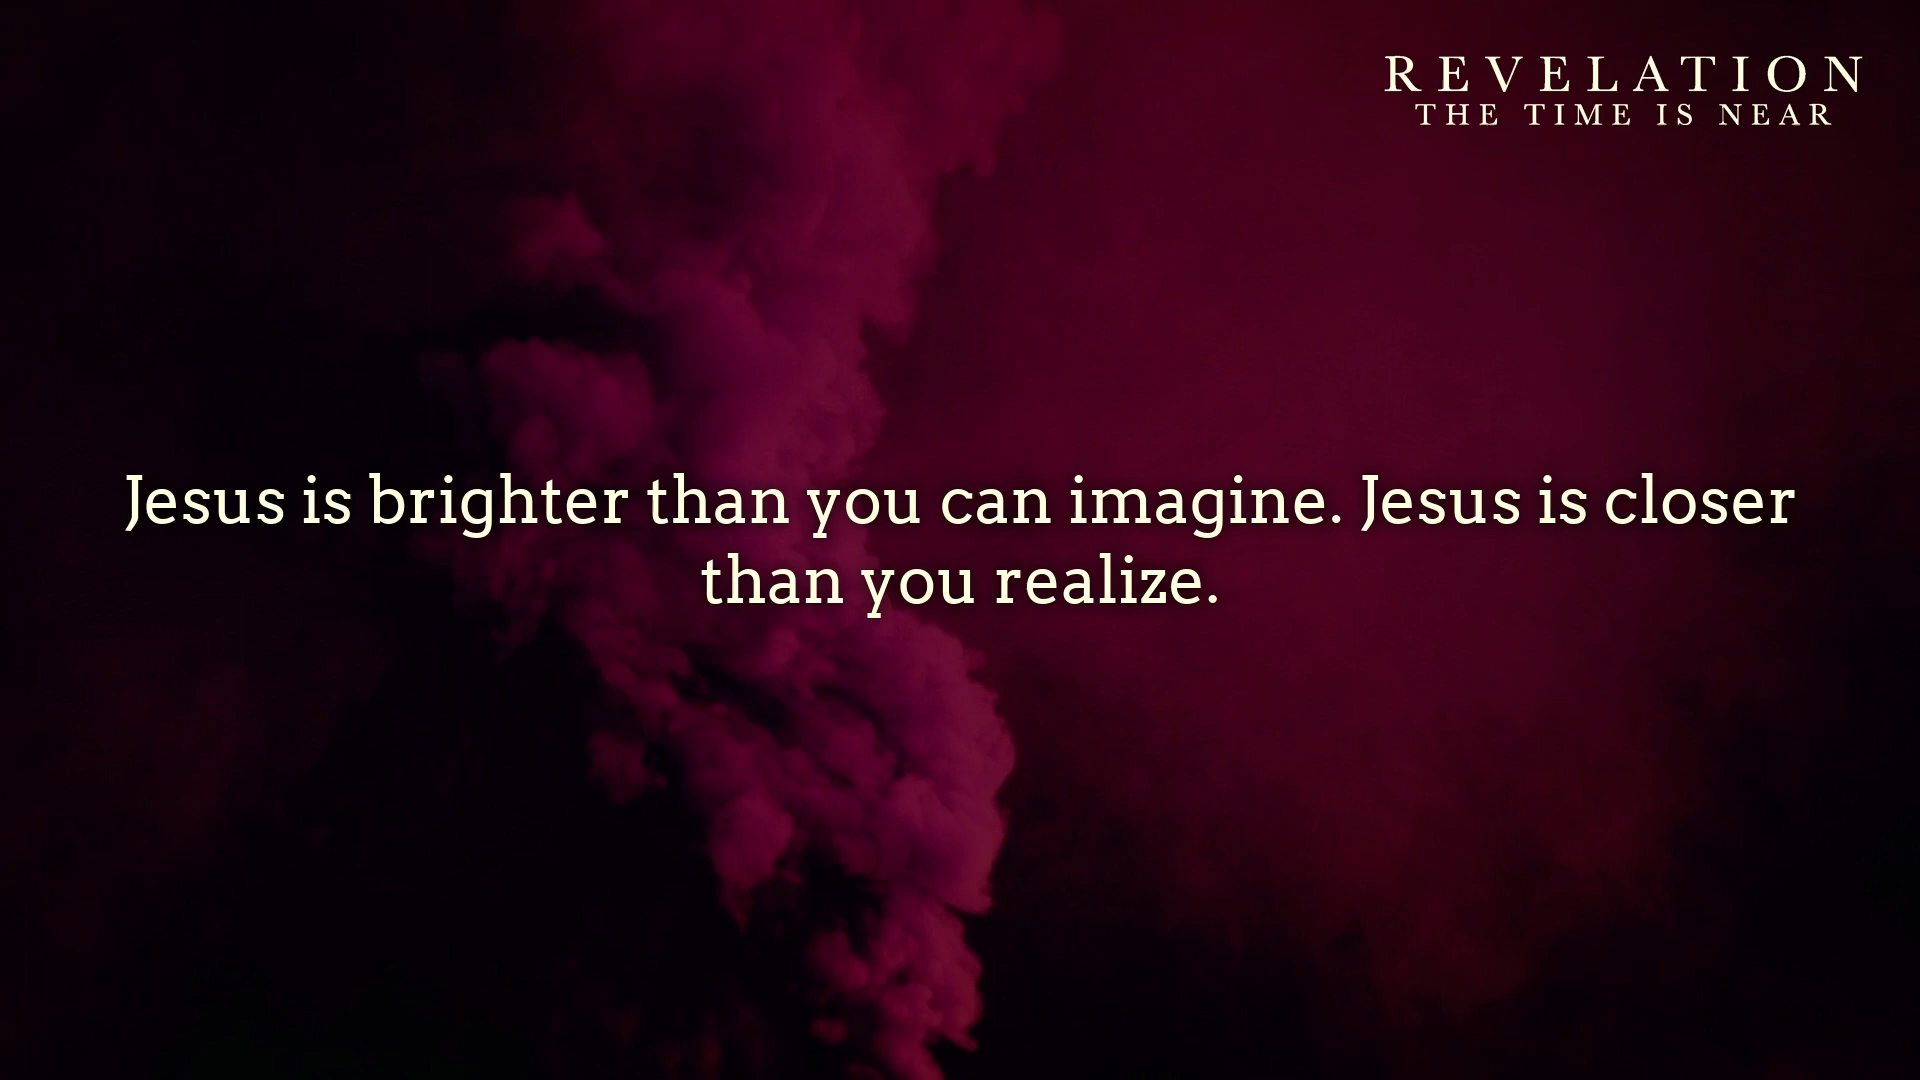 REVELATION
THE TIME IS NEAR
Jesus is brighter than you can imagine. Jesus is closer
than you realize.